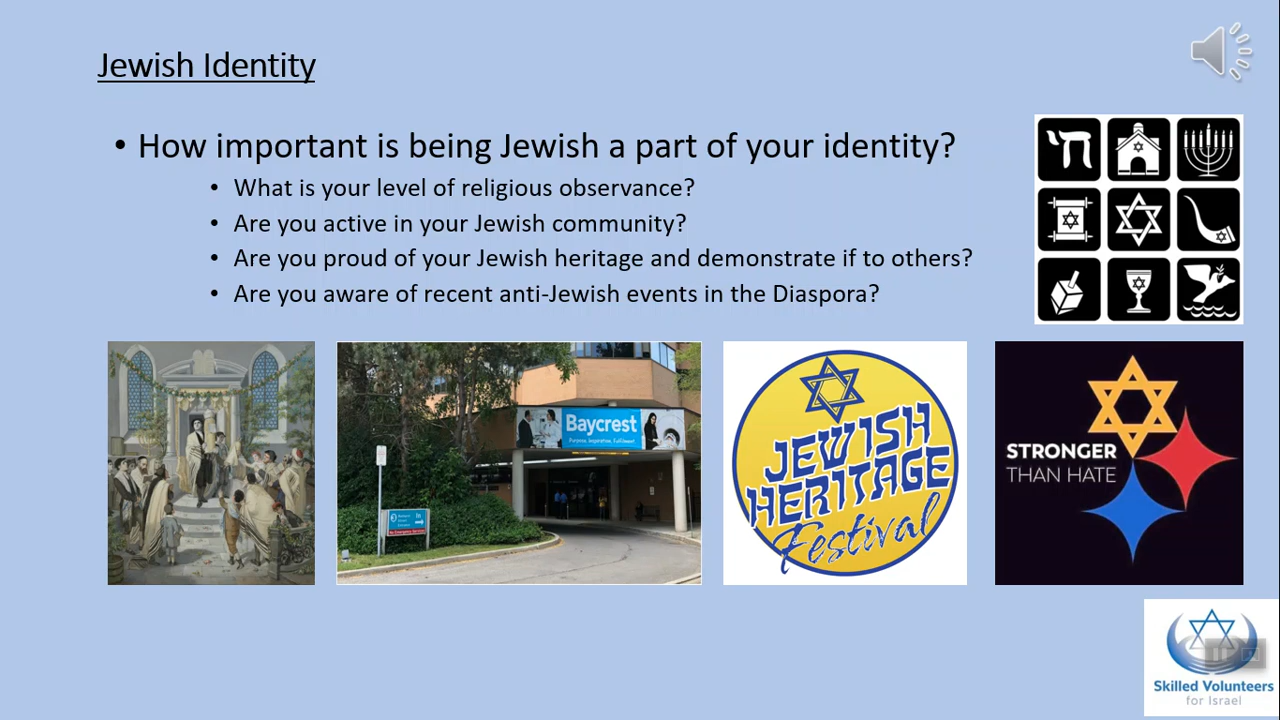 Jewish Identity
• How important is being Jewish a part of your identity?
• What is your level of religious observance?
• Are you active in your Jewish community?
• Are you proud of your Jewish heritage and demonstrate if to others?
• Are you aware of recent anti-Jewish events in the Diaspora?
חי
Baycrest
JEWISH
HERITAGE
Festival
STRONGER
THAN HATE
Skilled Volunteers
for Israel